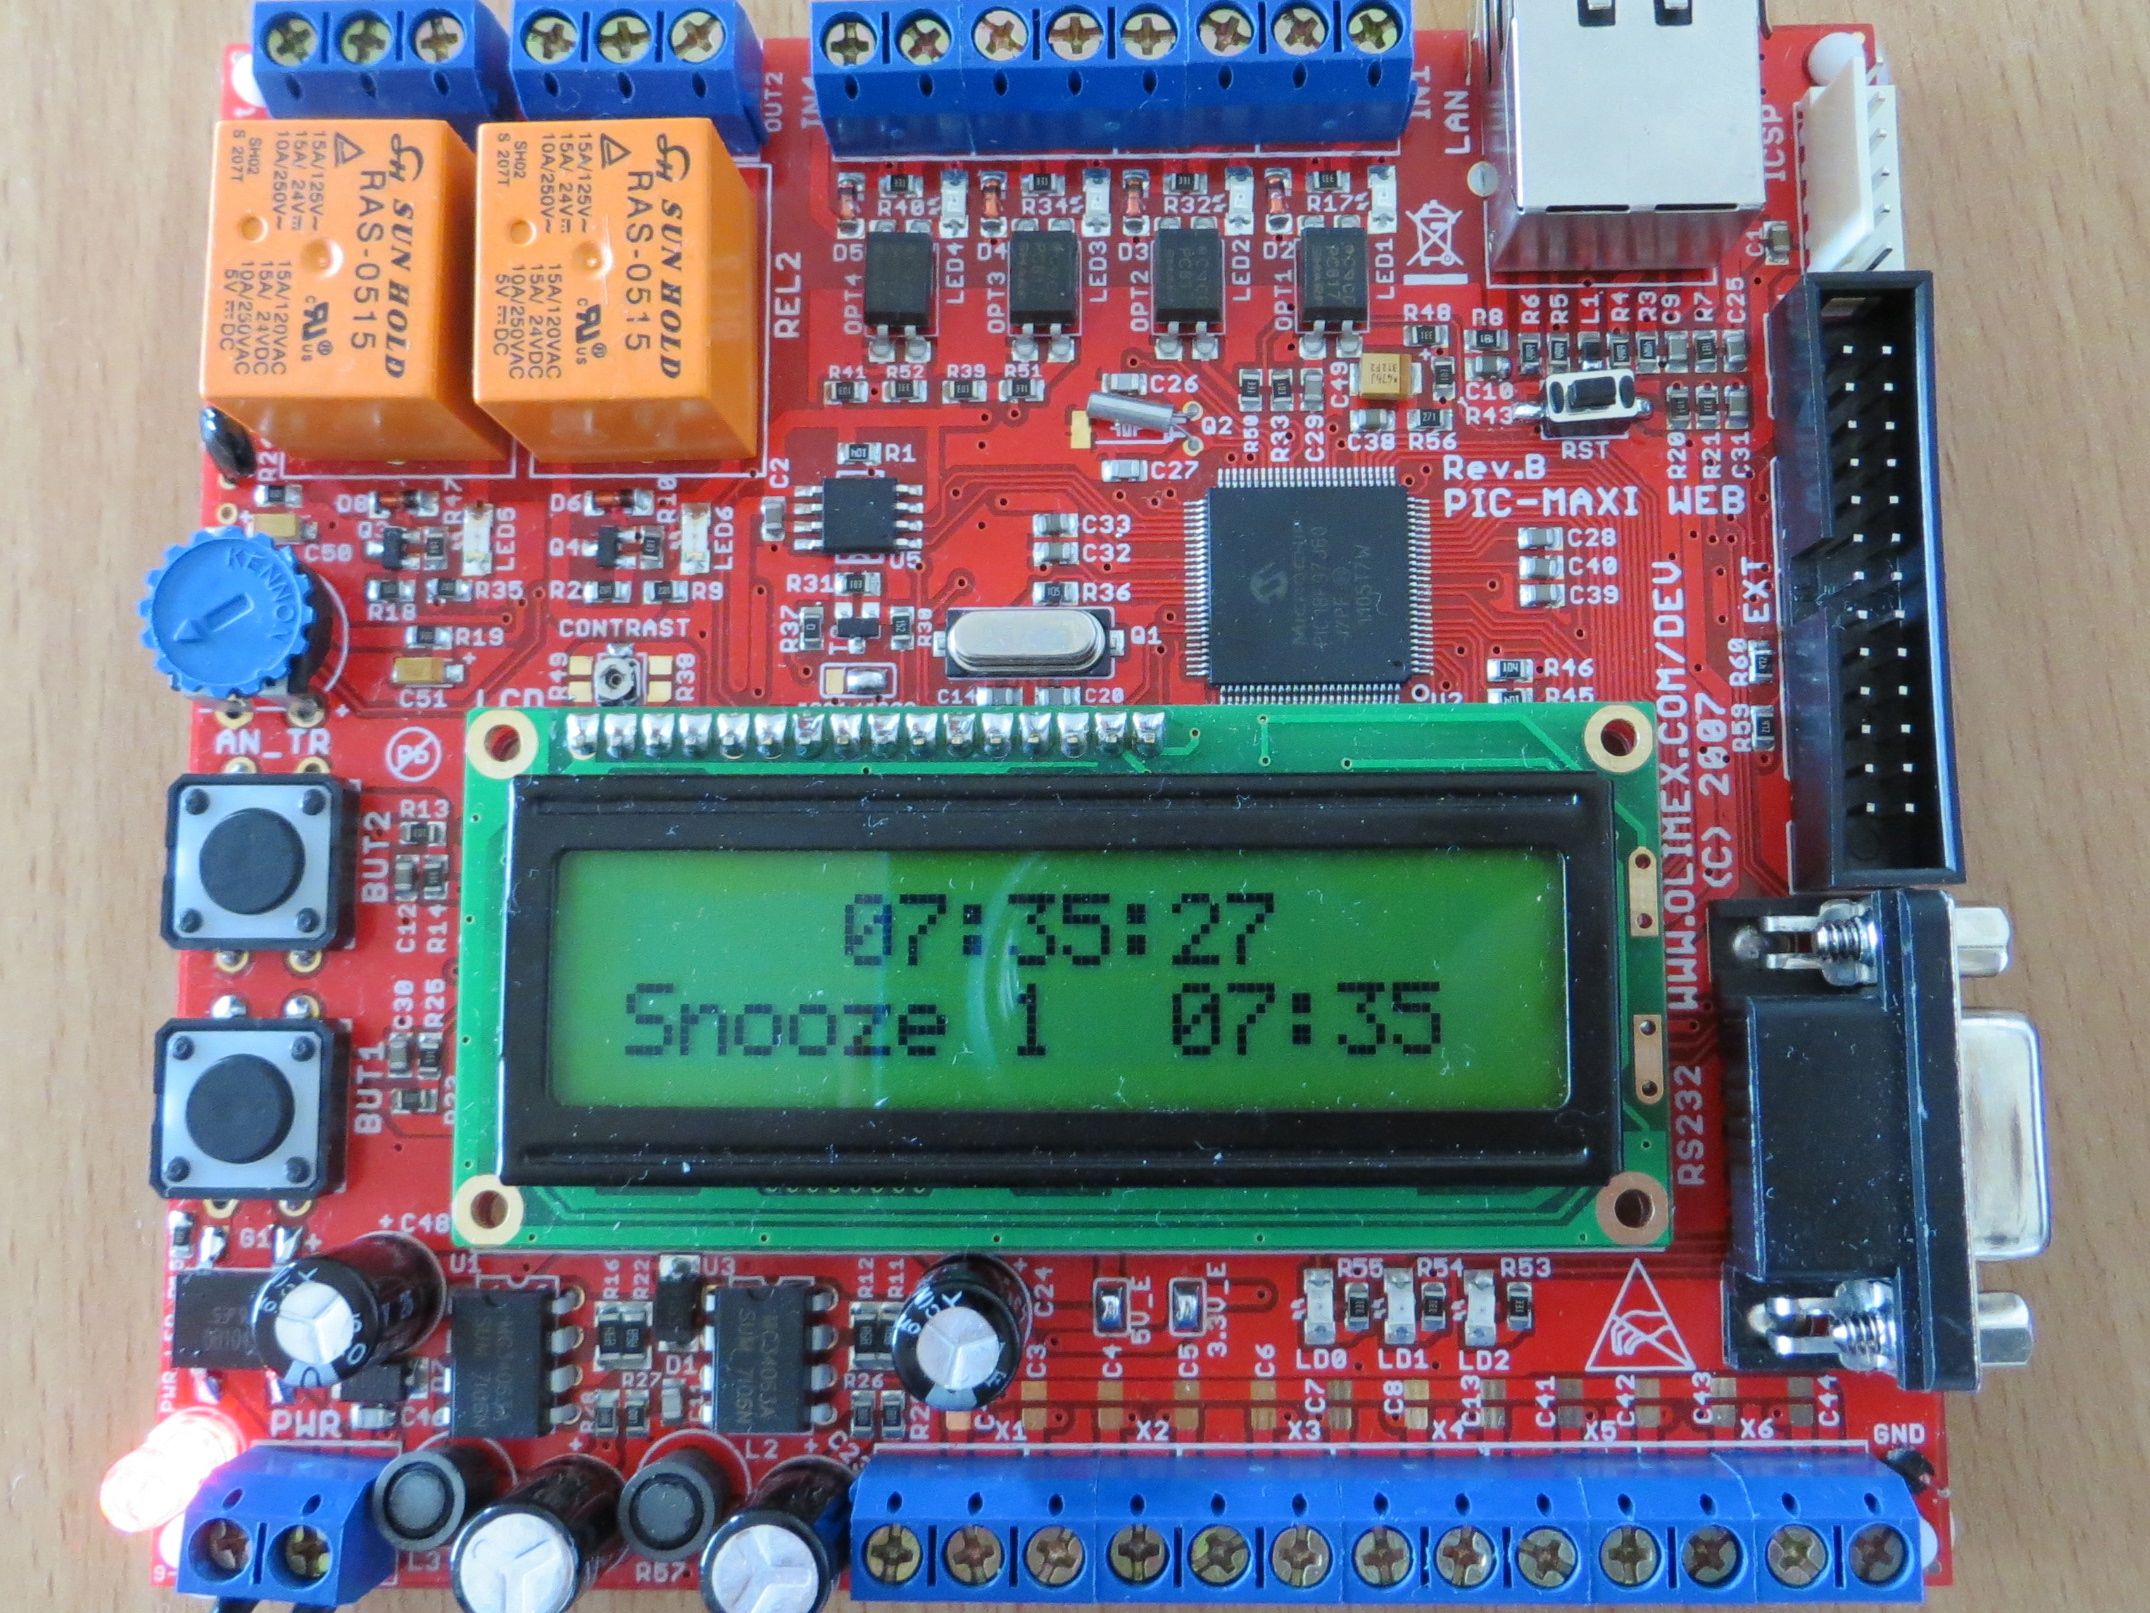 OUT2
IN4
IN1
LAN
ICSP
SUN HOLD
RAS-0515
15A/125V~
15A/ 24V
10A/250V~
SH02
S 207T
15A/120VAC
15A/ 24VDC
10A/250VAC
5V DC
SUN HOLD
RAS-0515
15A/125V~
15A/ 24V
10A/250V~
SH02
S 207T
15A/120VAC
15A/ 24VDC
10A/250VAC
5V DC
REL2
R40
R34
R32
R17
D5
LED4
D4
LED3
D3
LED2
D2
LED1
OPT4
OPT3
OPT2
OPT1
C1
R48
R8
R6
R5
L1
R4
R3
C9
R7
C25
R41
R52
R39
R51
C26
Q2
C27
R50
R33
C29
C49
C38
R56
C10
R43
RST
R20
R21
C31
R1
C2
U5
D8
R47
LED5
D6
R10
LED6
Q4
C50
R18
R35
R2
R9
R19
C51
KENNON
C33
C32
R36
R31
R37
R30
Q1
C14
C20
CONTRAST
R49
R38
LCD
Rev.B
PIC-MAXI WEB
MICROCHIP
C28
C40
C39
R46
R45
U2
EXT
R60
R59
WWW.OLIMEX.COM/DEV
(C) 2007
AN_TR
Pb
R13
BUT2
C12
R14
C30
R25
BUT1
07:35:27
Snooze 1 07:35
RS232
C48
G1
U1
R16
R22
U3
R12
R11
C24
5V_E
3.3V_E
R55
R54
R53
LD0
LD1
LD2
D1
R27
R26
L2
C3
C4
C5
C6
C7
C8
C13
C41
C42
C43
C44
PWR
X1
X2
X3
X4
X5
X6
GND
L3
R57